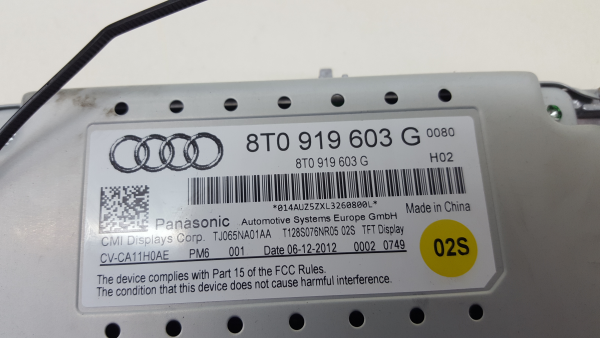 8T0 919 603 G 0080
8T0 919 603 G H02
*014AUZ5ZXL3260800L*
Panasonic Automotive Systems Europe GmbH Made in China
CMI Displays Corp. TJ065NA01AA T128S076NR05 02S TFT Display
CV-CA11H0AE PM6 001 Date 06-12-2012 0002 0749
02S
The device complies with Part 15 of the FCC Rules.
The condition that this device does not cause harmful interference.